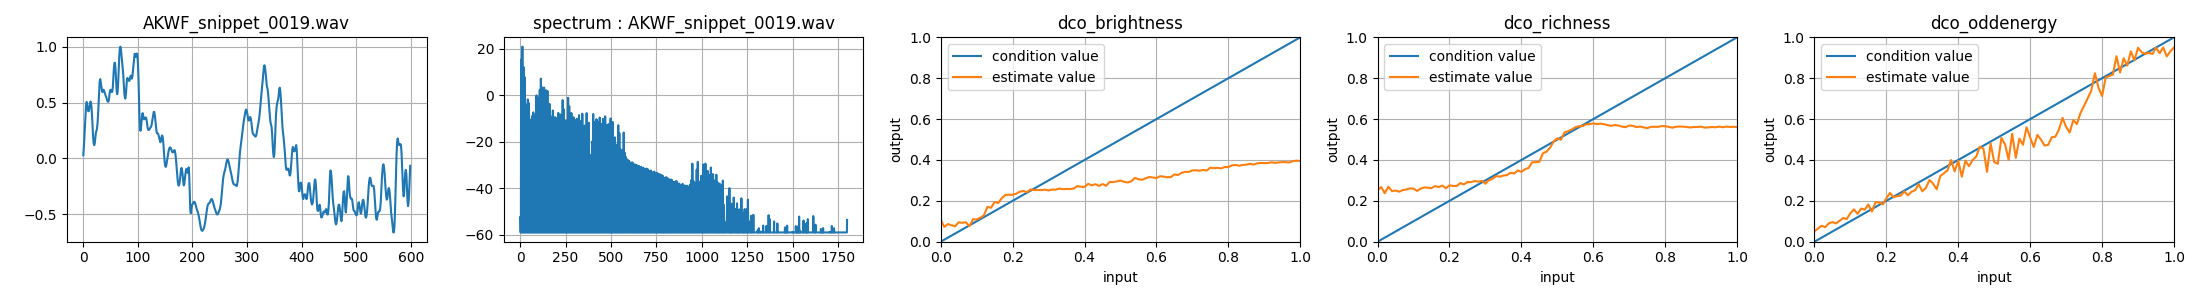 AKWF_snippet_0019.wav
1.0
0.5
0.0
−0.5
0 100 200 300 400 500 600
spectrum : AKWF_snippet_0019.wav
20
0
−20
−40
−60
0 250 500 750 1000 1250 1500 1750
dco_brightness
condition value
estimate value
output
1.0
0.8
0.6
0.4
0.2
0.0
0.0 0.2 0.4 0.6 0.8 1.0
input
dco_richness
condition value
estimate value
output
1.0
0.8
0.6
0.4
0.2
0.0
0.0 0.2 0.4 0.6 0.8 1.0
input
dco_oddenergy
condition value
estimate value
output
1.0
0.8
0.6
0.4
0.2
0.0
0.0 0.2 0.4 0.6 0.8 1.0
input